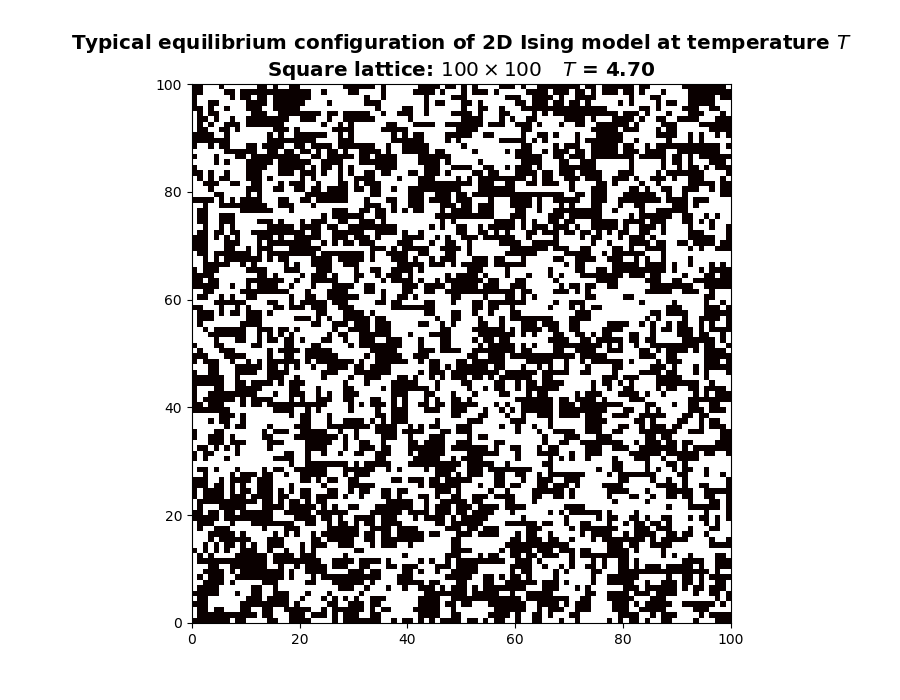 Typical equilibrium configuration of 2D Ising model at temperature T
Square lattice: 100 × 100 T = 4.70
100
80
60
40
20
0
0 20 40 60 80 100